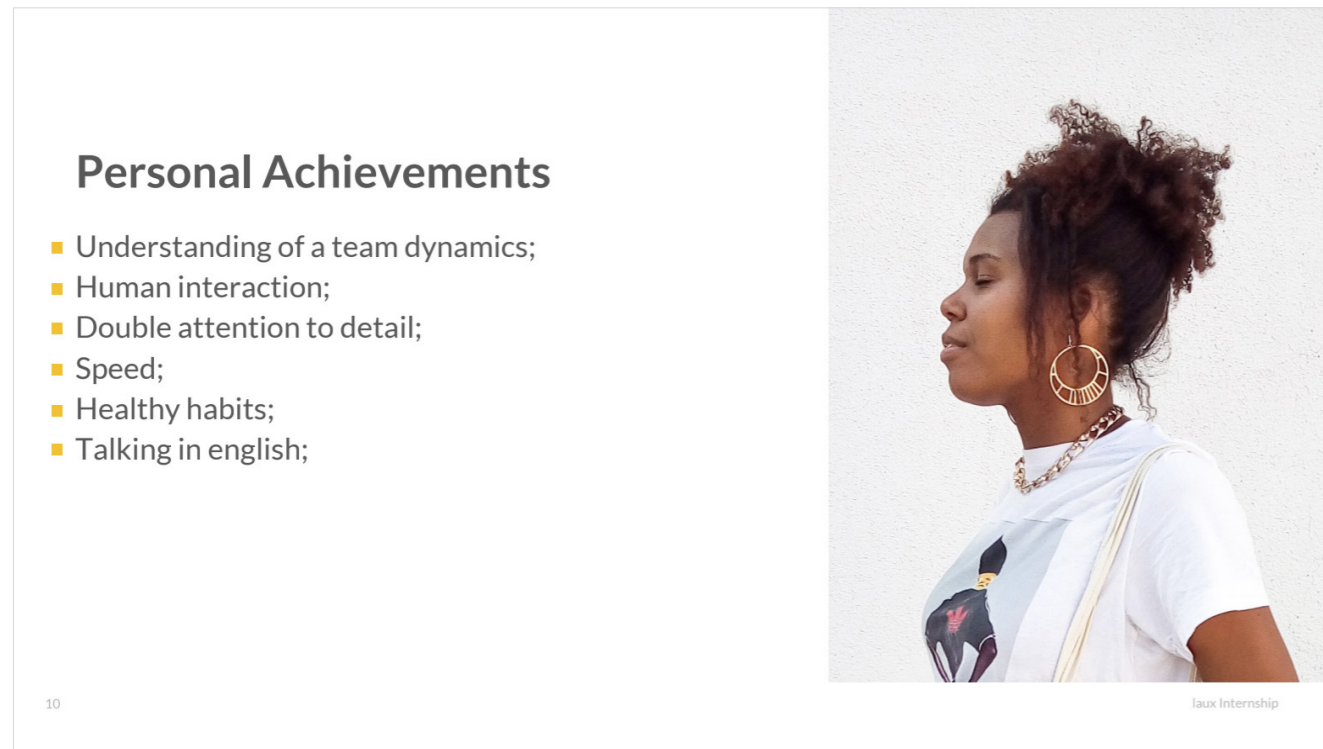 Personal Achievements
Understanding of a team dynamics;
Human interaction;
Double attention to detail;
Speed;
Healthy habits;
Talking in english;
10
laux Internship